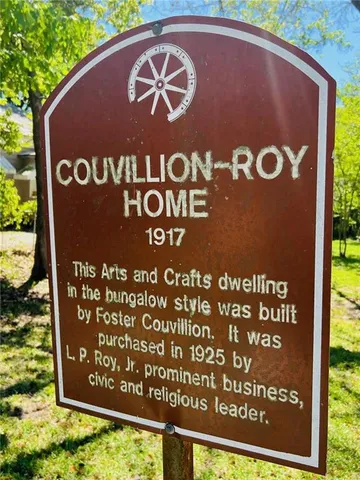 COUVILLION-ROY
HOME
1917
This Arts and Crafts dwelling
in the bungalow style was built
by Foster Couvillion. It was
purchased in 1925 by
L. P. Roy, Jr. prominent business,
civic and religious leader.